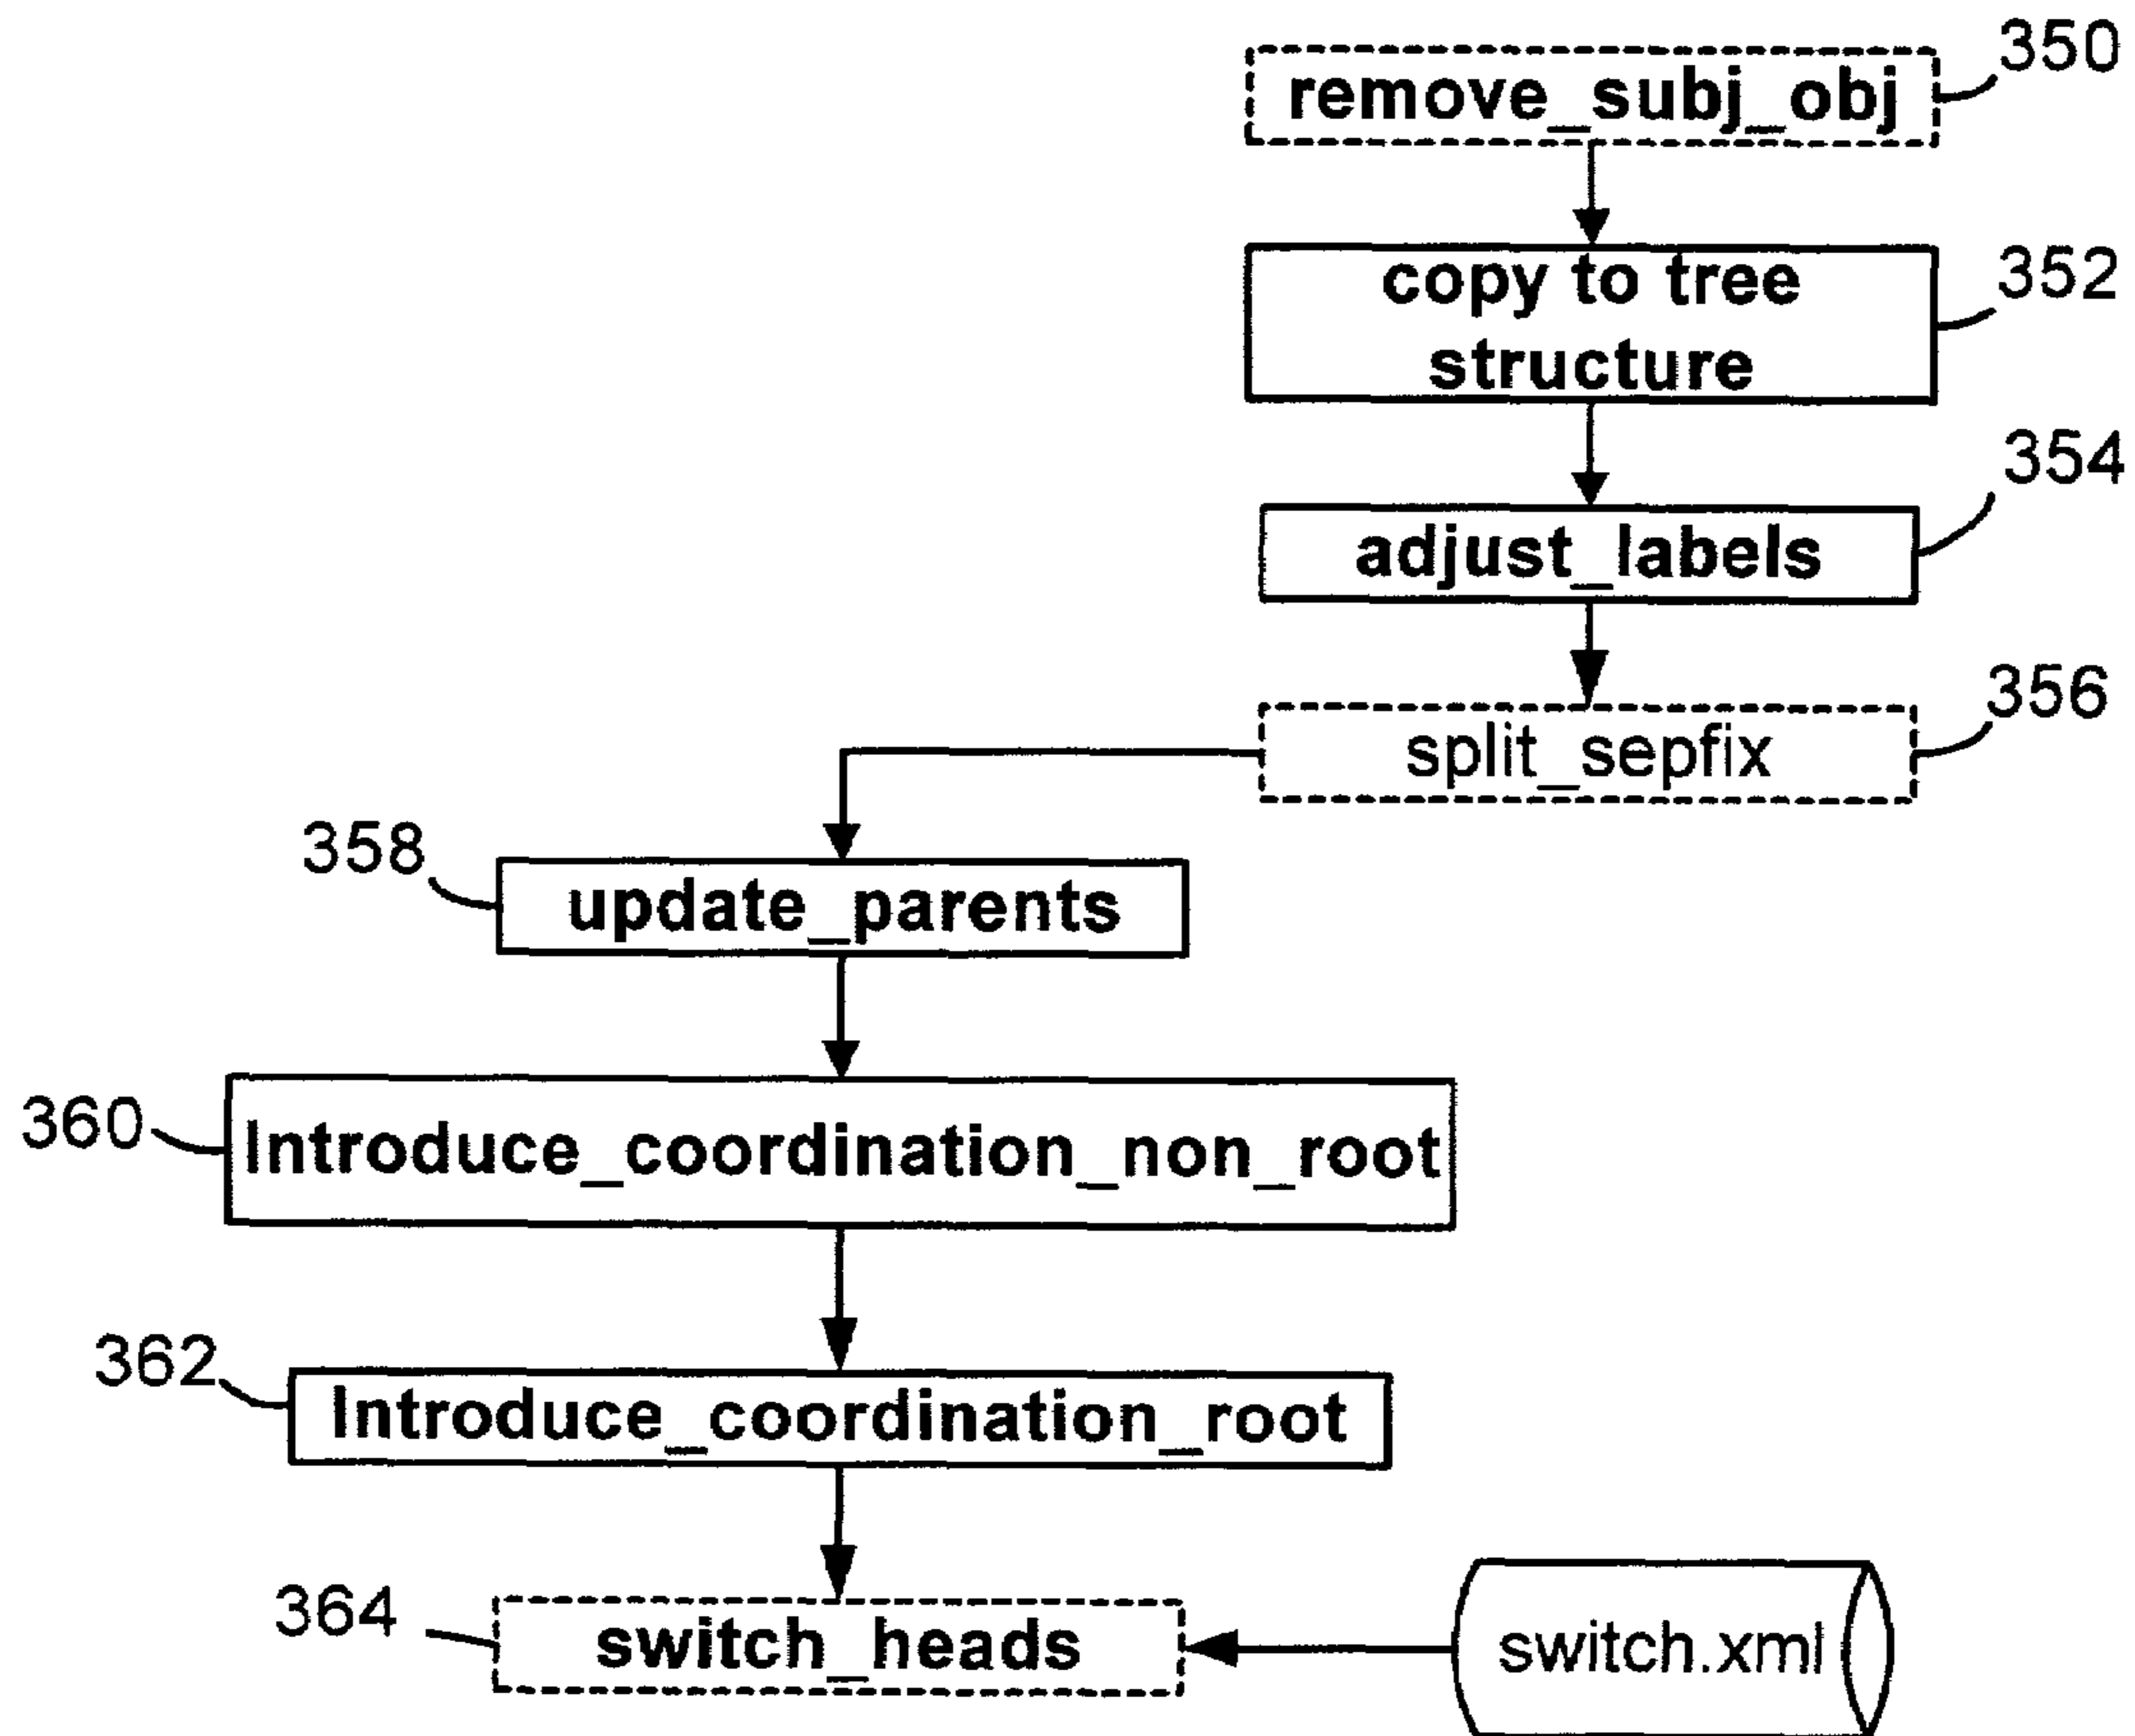 350
remove_subj_obj
352
copy to tree
structure
354
adjust_labels
356
split_sepfix
358
update_parents
360
Introduce_coordination_non_root
362
Introduce_coordination_root
364
switch_heads
switch.xml